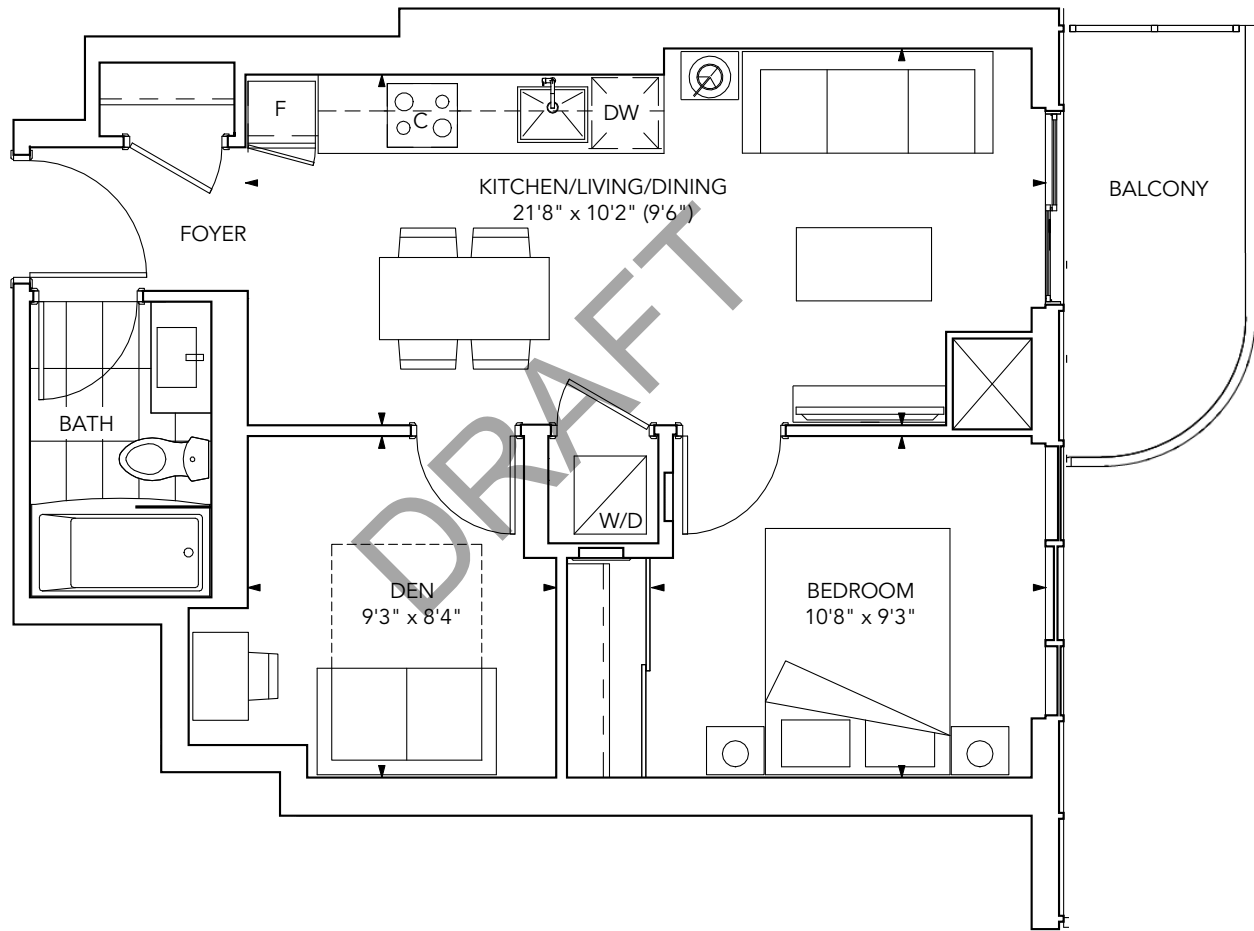 F
C
DW
KITCHEN/LIVING/DINING
21'8" x 10'2" (9'6")
BALCONY
FOYER
DRAFT
BATH
W/D
DEN
9'3" x 8'4"
BEDROOM
10'8" x 9'3"